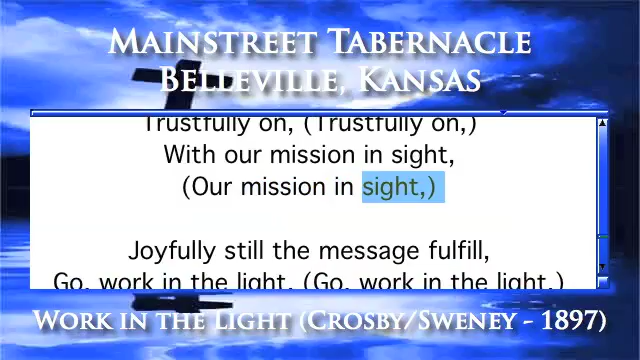 Mainstreet Tabernacle
Belleville, Kansas
Trustfully on, (Trustfully on,)
With our mission in sight,
(Our mission in sight,)
Joyfully still the message fulfill,
Go, work in the light, (Go, work in the light,)
Work in the Light (Crosby/Sweney - 1897)